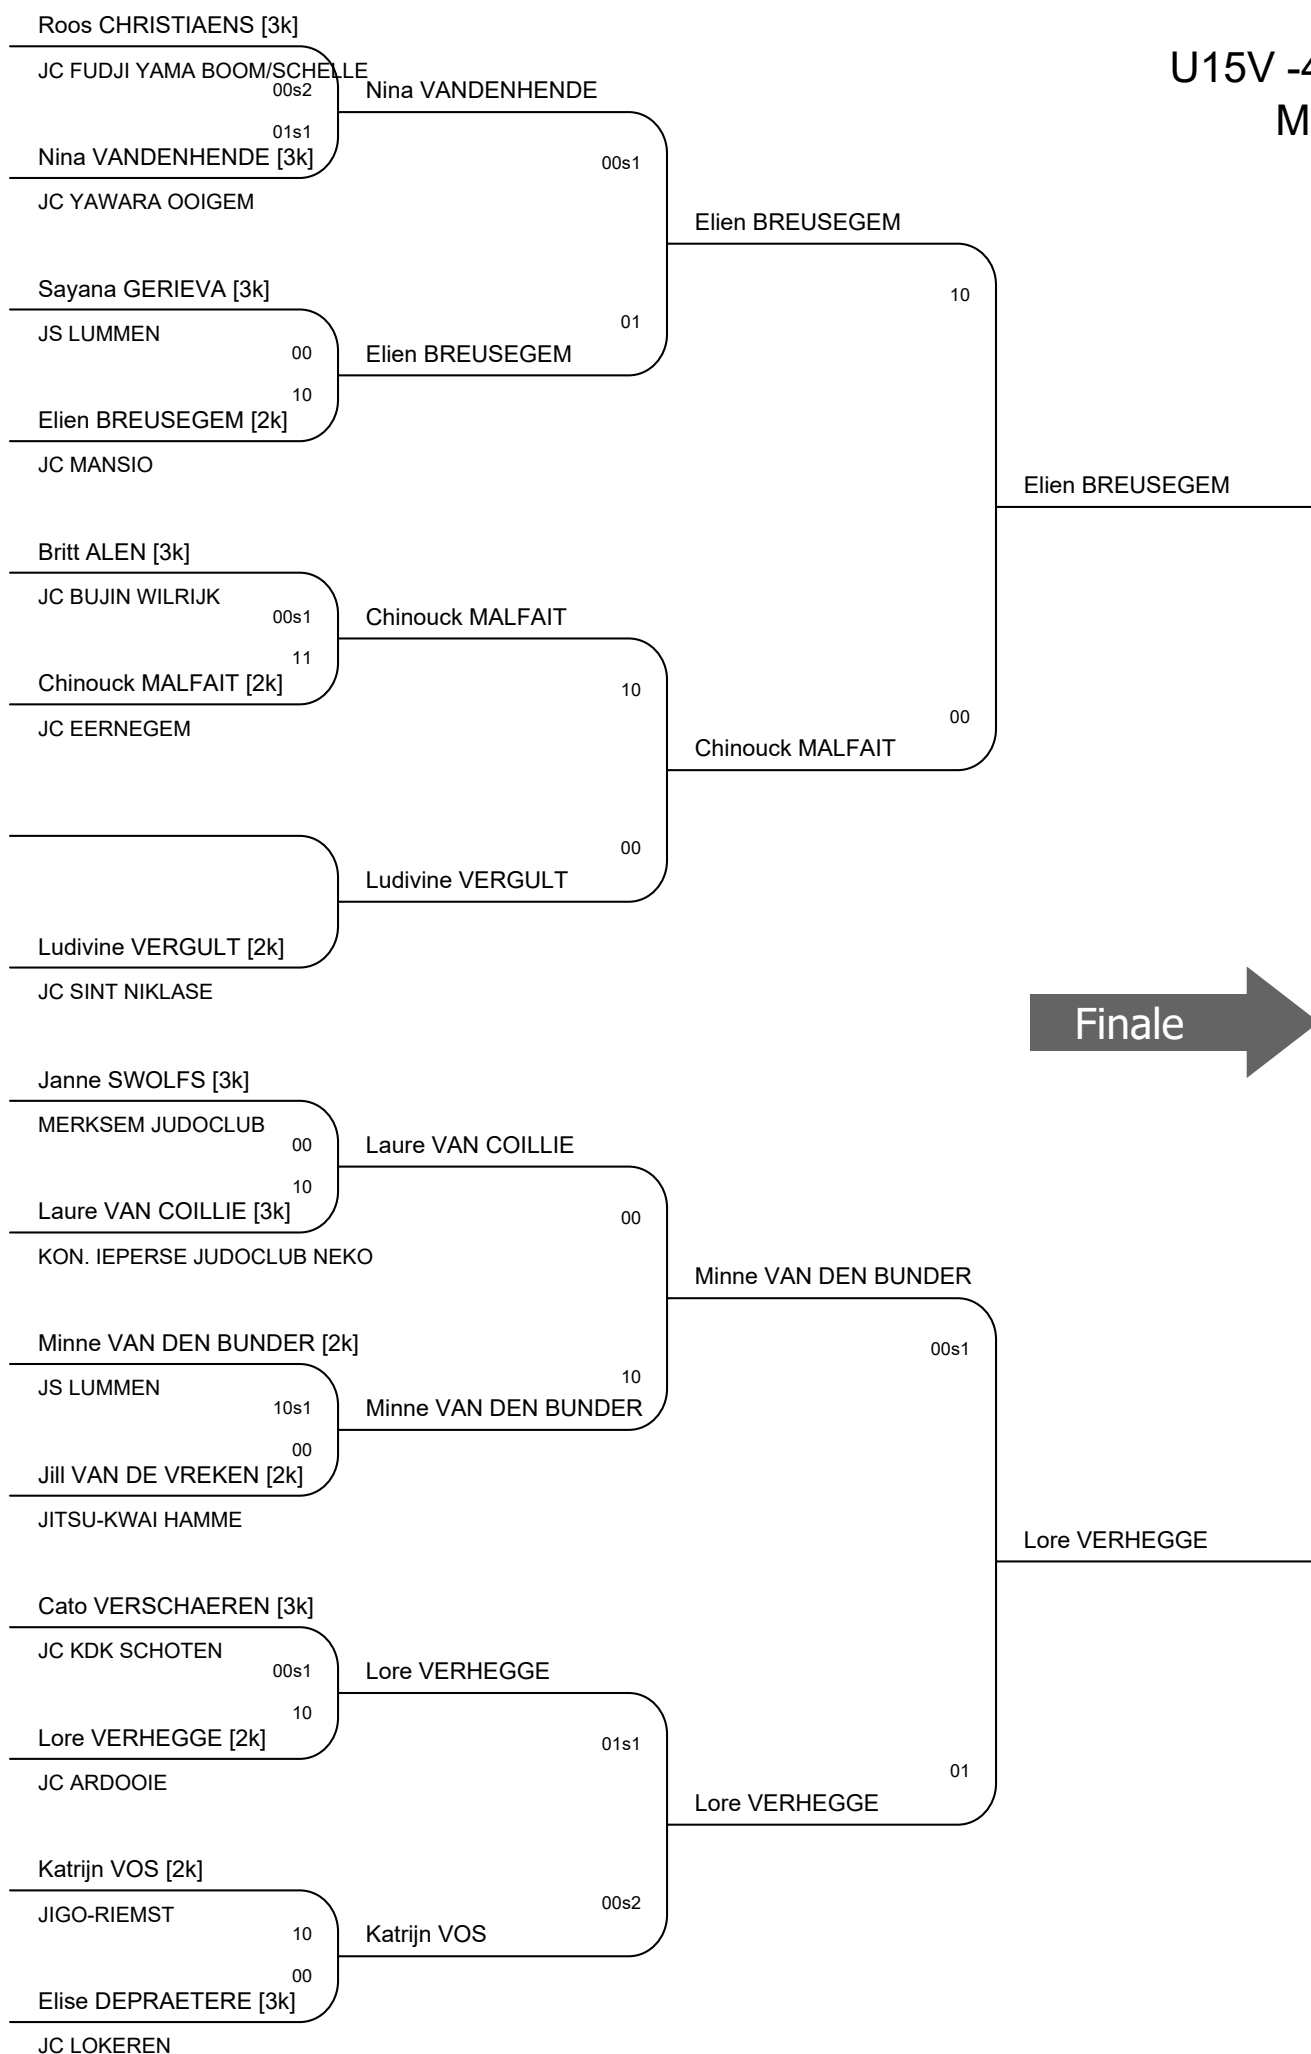 Roos CHRISTIAENS [3k]
JC FUDJI YAMA BOOM/SCHELLE
00s2
01s1
Nina VANDENHENDE [3k]
JC YAWARA OOIGEM
Nina VANDENHENDE
U15V -4
M
00s1
Elien BREUSEGEM
Sayana GERIEVA [3k]
JS LUMMEN
00
10
Elien BREUSEGEM [2k]
JC MANSIO
01
Elien BREUSEGEM
10
Elien BREUSEGEM
Britt ALEN [3k]
JC BUJIN WILRIJK
00s1
11
Chinouck MALFAIT [2k]
JC EERNEGEM
Chinouck MALFAIT
10
00
Chinouck MALFAIT
00
Ludivine VERGULT
Ludivine VERGULT [2k]
JC SINT NIKLASE
Finale
Janne SWOLFS [3k]
MERKSEM JUDOCLUB
00
10
Laure VAN COILLIE [3k]
KON. IEPERSE JUDOCLUB NEKO
Laure VAN COILLIE
00
Minne VAN DEN BUNDER
Minne VAN DEN BUNDER [2k]
JS LUMMEN
10s1
00
Jill VAN DE VREKEN [2k]
JITSU-KWAI HAMME
10
Minne VAN DEN BUNDER
00s1
Lore VERHEGGE
Cato VERSCHAEREN [3k]
JC KDK SCHOTEN
00s1
10
Lore VERHEGGE [2k]
JC ARDOOIE
Lore VERHEGGE
01s1
01
Lore VERHEGGE
Katrijn VOS [2k]
JIGO-RIEMST
10
00
Elise DEPRAETERE [3k]
JC LOKEREN
00s2
Katrijn VOS